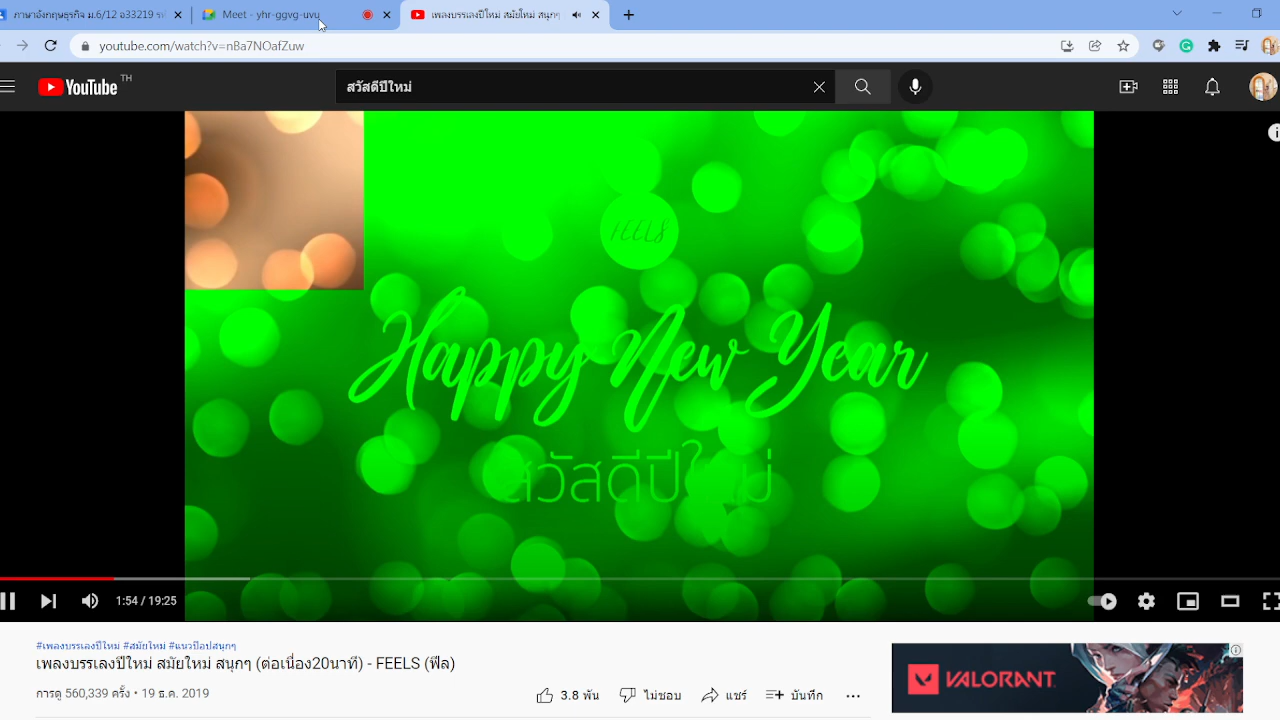 ภาษาอังกฤษธุรกิจ ม.6/12 อ33219
Meet - yhr-ggvg-uvu
เพลงบรรเลงปีใหม่ สมัยใหม่ สนุกๆ
youtube.com/watch?v=nBa7NOafZuw
YouTube TH
สวัสดีปีใหม่
FEELS
Happy New Year
สวัสดีปีใหม่
1:54 / 19:25
#เพลงบรรเลงปีใหม่ #สมัยใหม่ #แนวป๊อปสนุกๆ
เพลงบรรเลงปีใหม่ สมัยใหม่ สนุกๆ (ต่อเนื่อง20นาที) - FEELS (ฟีล)
การดู 560,339 ครั้ง • 19 ธ.ค. 2019
3.8 พัน ไม่ชอบ แชร์ บันทึก
VALORANT